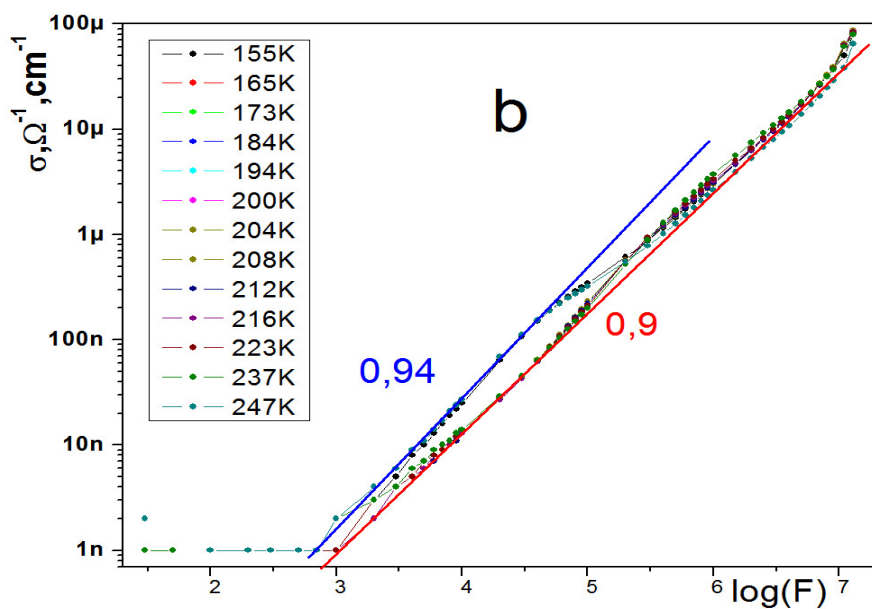 100µ
10µ
1µ
100n
10n
1n
σ,Ω⁻¹,cm⁻¹
b
155K
165K
173K
184K
194K
200K
204K
208K
212K
216K
223K
237K
247K
0,94
0,9
2 3 4 5 6 7
log(F)